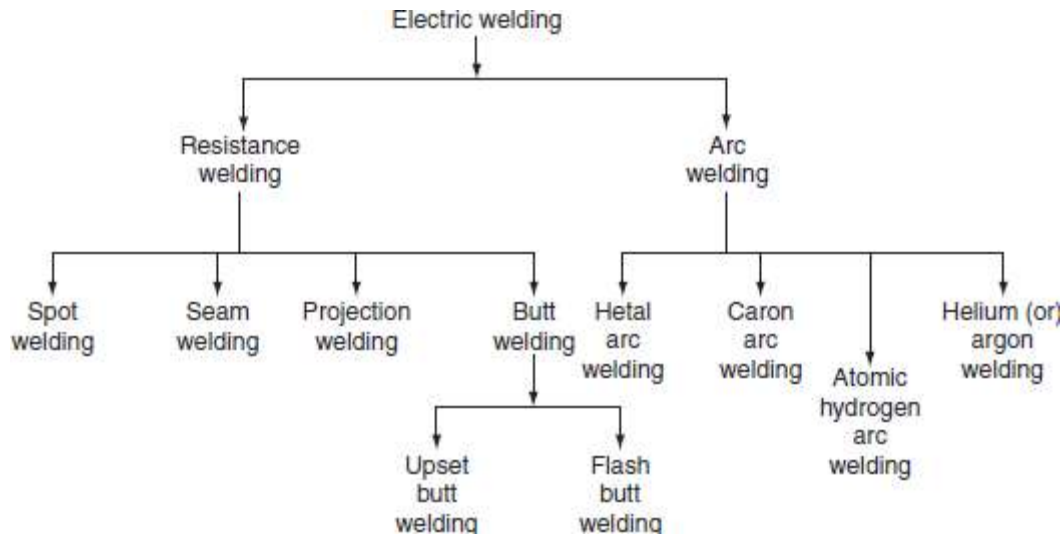 Electric welding
Resistance
welding
Arc
welding
Spot
welding
Seam
welding
Projection
welding
Butt
welding
Hetal
arc
welding
Caron
arc
welding
Atomic
hydrogen
arc
welding
Helium (or)
argon
welding
Upset
butt
welding
Flash
butt
welding